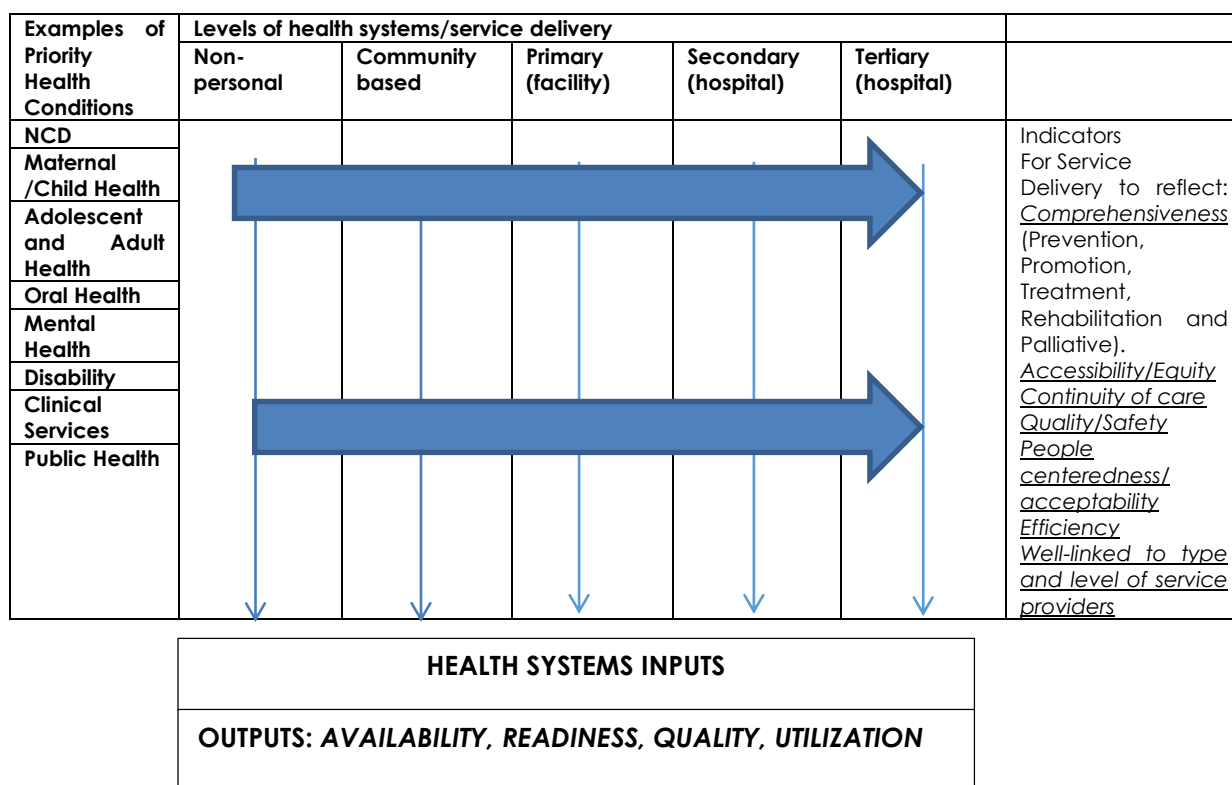 Examples of
Priority
Health
Conditions
Levels of health systems/service delivery
Non-
personal
Community
based
Primary
(facility)
Secondary
(hospital)
Tertiary
(hospital)
NCD
Maternal
/Child Health
Adolescent
and Adult
Health
Oral Health
Mental
Health
Disability
Clinical
Services
Public Health
Indicators
For Service
Delivery to reflect:
Comprehensiveness
(Prevention,
Promotion,
Treatment,
Rehabilitation and
Palliative).
Accessibility/Equity
Continuity of care
Quality/Safety
People
centeredness/
acceptability
Efficiency
Well-linked to type
and level of service
providers
HEALTH SYSTEMS INPUTS
OUTPUTS: AVAILABILITY, READINESS, QUALITY, UTILIZATION